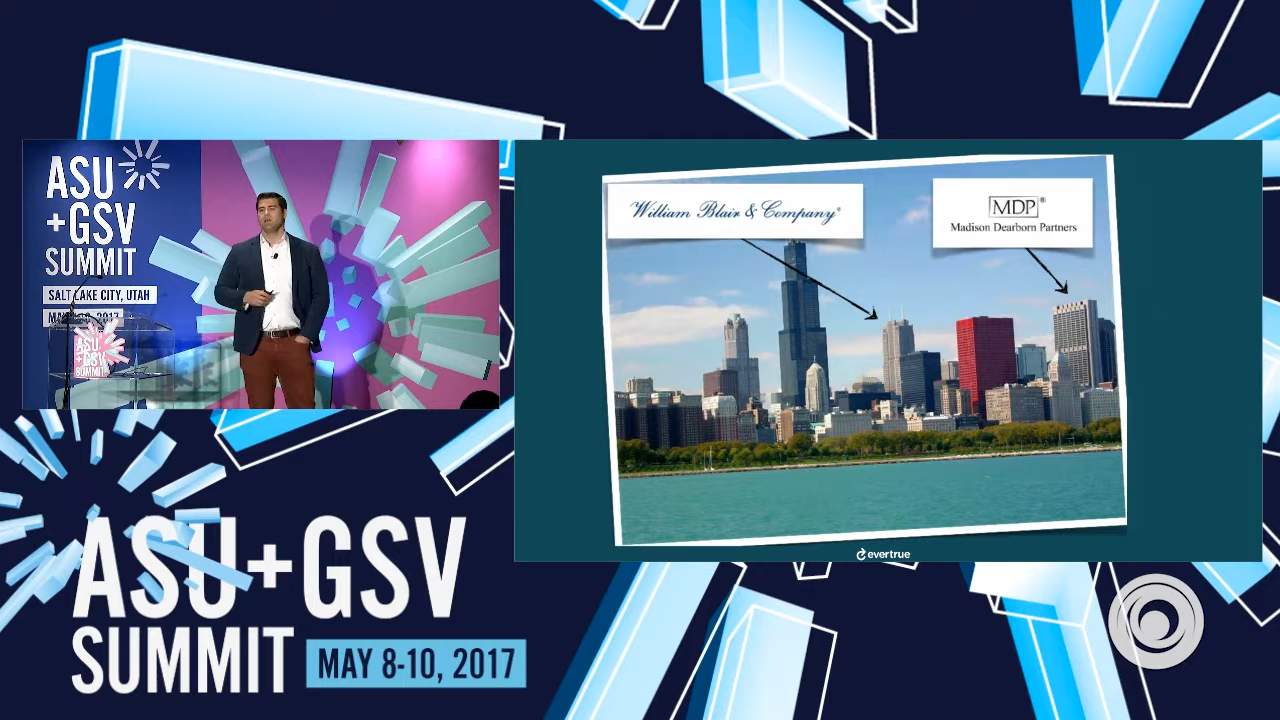 ASU
+GSV
SUMMIT
SALT LAKE CITY, UTAH
2017
ASU
+GSV
SUMMIT
William Blair & Company®
MDP®
Madison Dearborn Partners
evertrue
ASU+GSV
SUMMIT
MAY 8-10, 2017